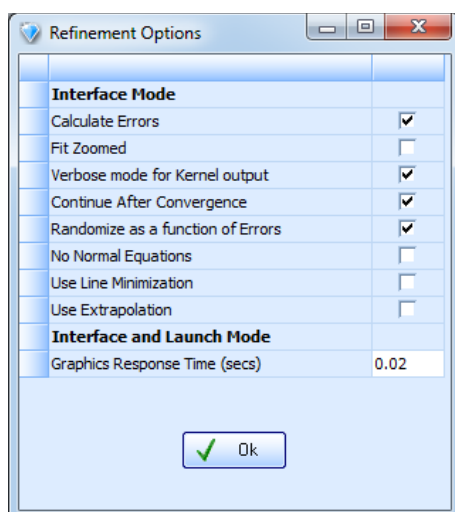 Refinement Options
Interface Mode
Calculate Errors
Fit Zoomed
Verbose mode for Kernel output
Continue After Convergence
Randomize as a function of Errors
No Normal Equations
Use Line Minimization
Use Extrapolation
Interface and Launch Mode
Graphics Response Time (secs) 0.02
Ok